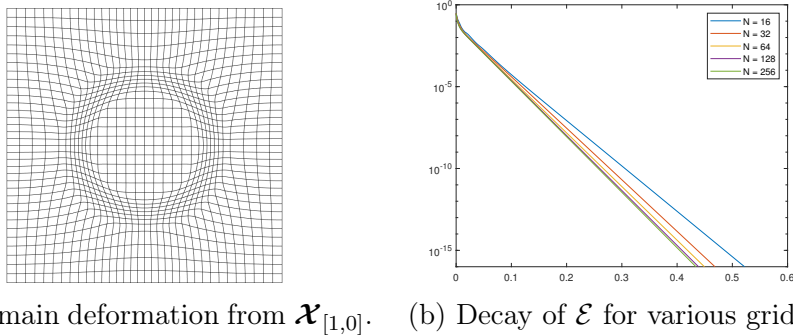 10^0
10^-5
10^-10
10^-15
0 0.1 0.2 0.3 0.4 0.5 0.6
N = 16
N = 32
N = 64
N = 128
N = 256
main deformation from 𝓧[1,0]. (b) Decay of ℰ for various grid